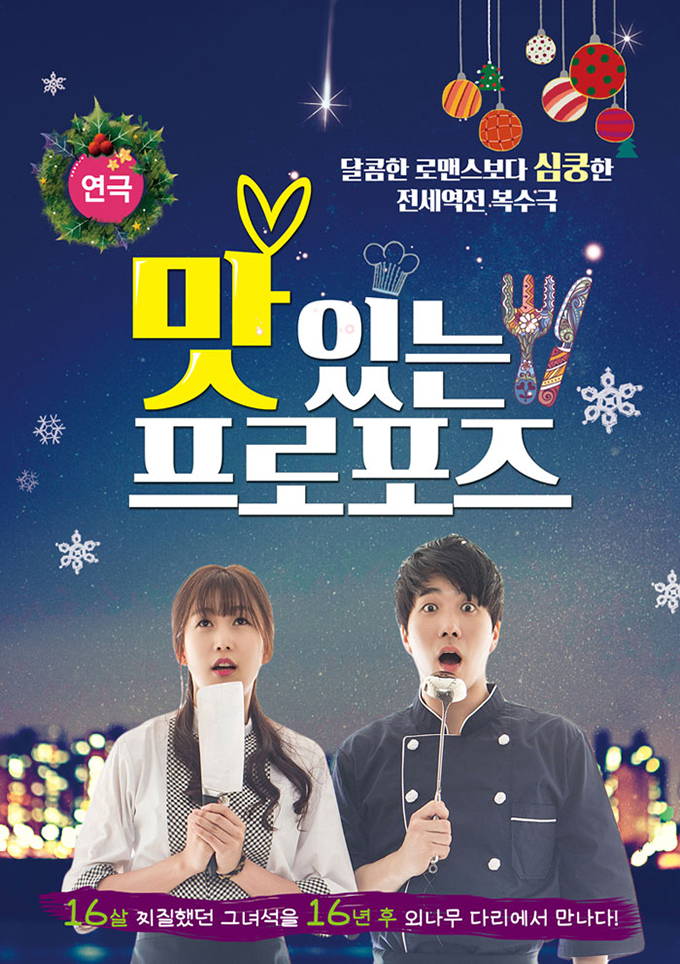 연극
달콤한 로맨스보다 심쿵한
전세역전 복수극
맛있는
프로포즈
16살 찌질했던 그녀석을 16년 후 외나무 다리에서 만나다!